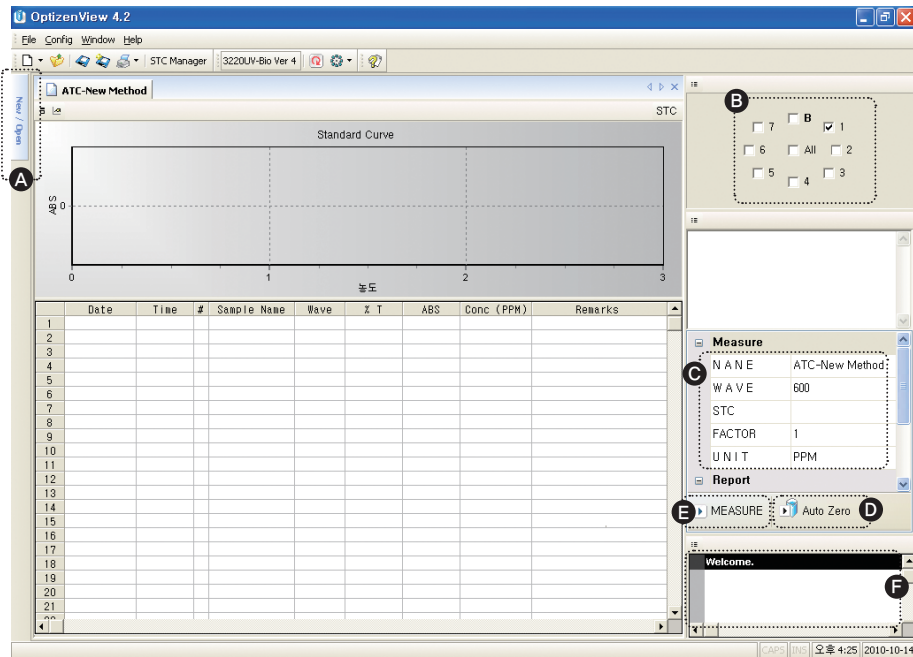 OptizenView 4.2
File Config Window Help
STC Manager 3220UV-Bio Ver 4
New / Open
A
ATC-New Method
STC
Standard Curve
ABS
0
0 1 2 3
농도
Date Time # Sample Name Wave % T ABS Conc (PPM) Remarks
1
2
3
4
5
6
7
8
9
10
11
12
13
14
15
16
17
18
19
20
21
B
B
7 1
6 All 2
5 3
4
Measure
C
N A N E ATC-New Method
W A V E 600
STC
FACTOR 1
U N I T PPM
Report
E MEASURE Auto Zero D
Welcome.
F
CAPS INS 오후 4:25 2010-10-14